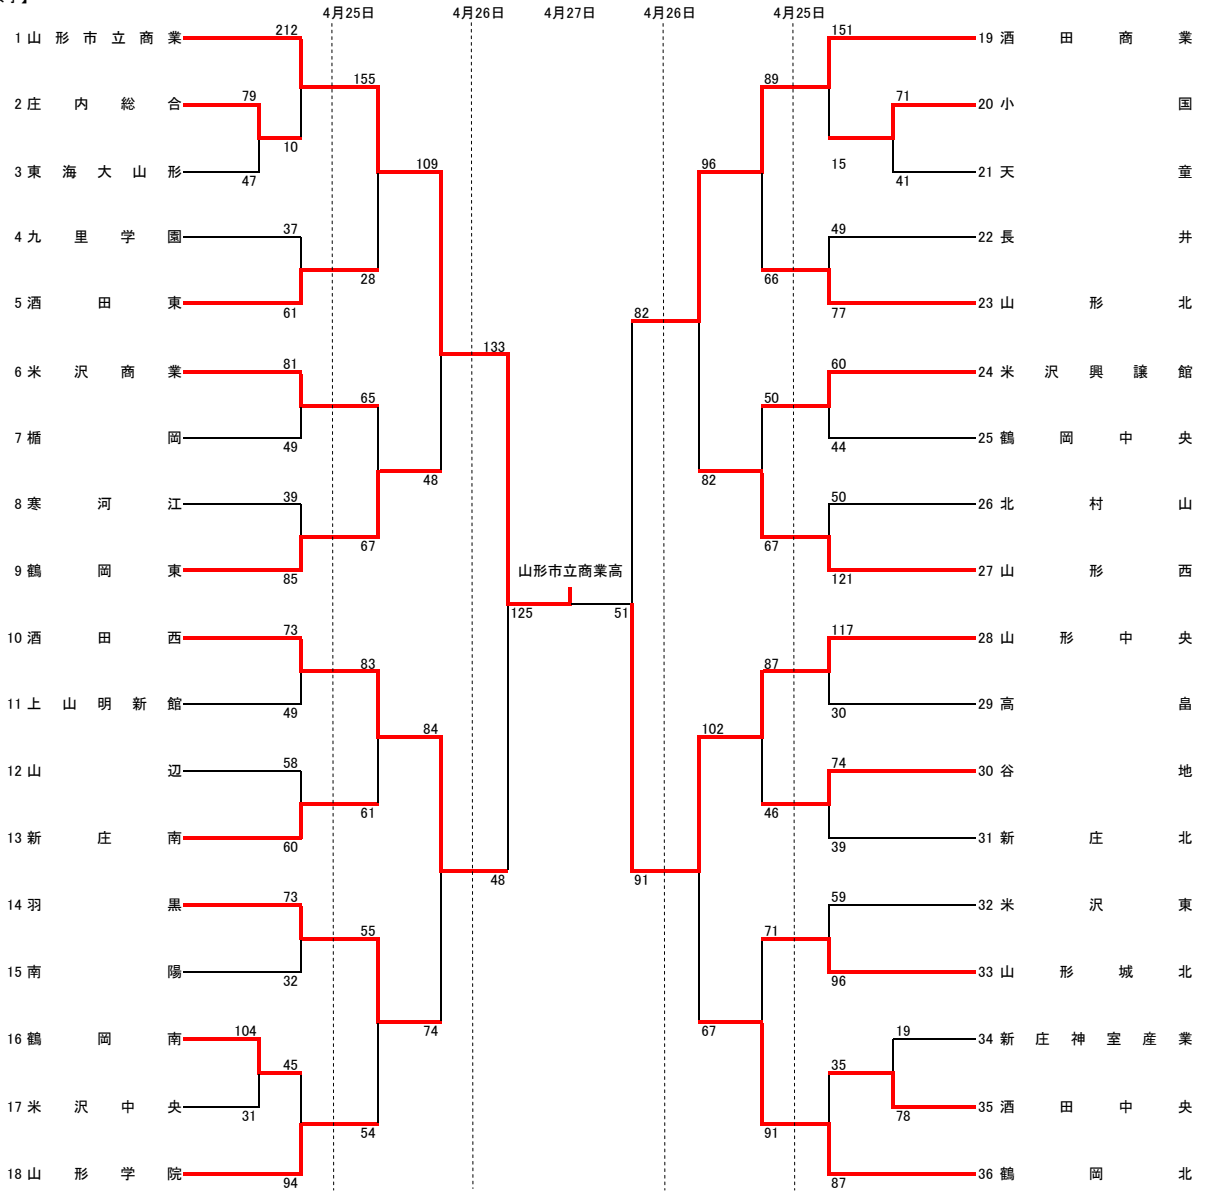 4月25日 4月26日 4月27日 4月26日 4月25日
1 山形市立商業 212 151 19 酒田商業
155 89
2 庄内総合 79 71 20 小国
10
3 東海大山形 47 109 96 15 41 21 天童
4 九里学園 37 49 22 長井
28 66
5 酒田東 61 82 77 23 山形北
133
6 米沢商業 81 60 24 米沢興譲館
65 50
7 楯岡 49 44 25 鶴岡中央
48 82
8 寒河江 39 50 26 北村山
67 67
9 鶴岡東 85 山形市立商業高 121 27 山形西
125 51
10 酒田西 73 117 28 山形中央
83 87
11 上山明新館 49 30 29 高畠
84 102
12 山辺 58 74 30 谷地
61 46
13 新庄南 60 39 31 新庄北
48 91
14 羽黒 73 59 32 米沢東
55 71
15 南陽 32 96 33 山形城北
74 67
16 鶴岡南 104 19 34 新庄神室産業
45 35
17 米沢中央 31 78 35 酒田中央
54 91
18 山形学院 94 87 36 鶴岡北